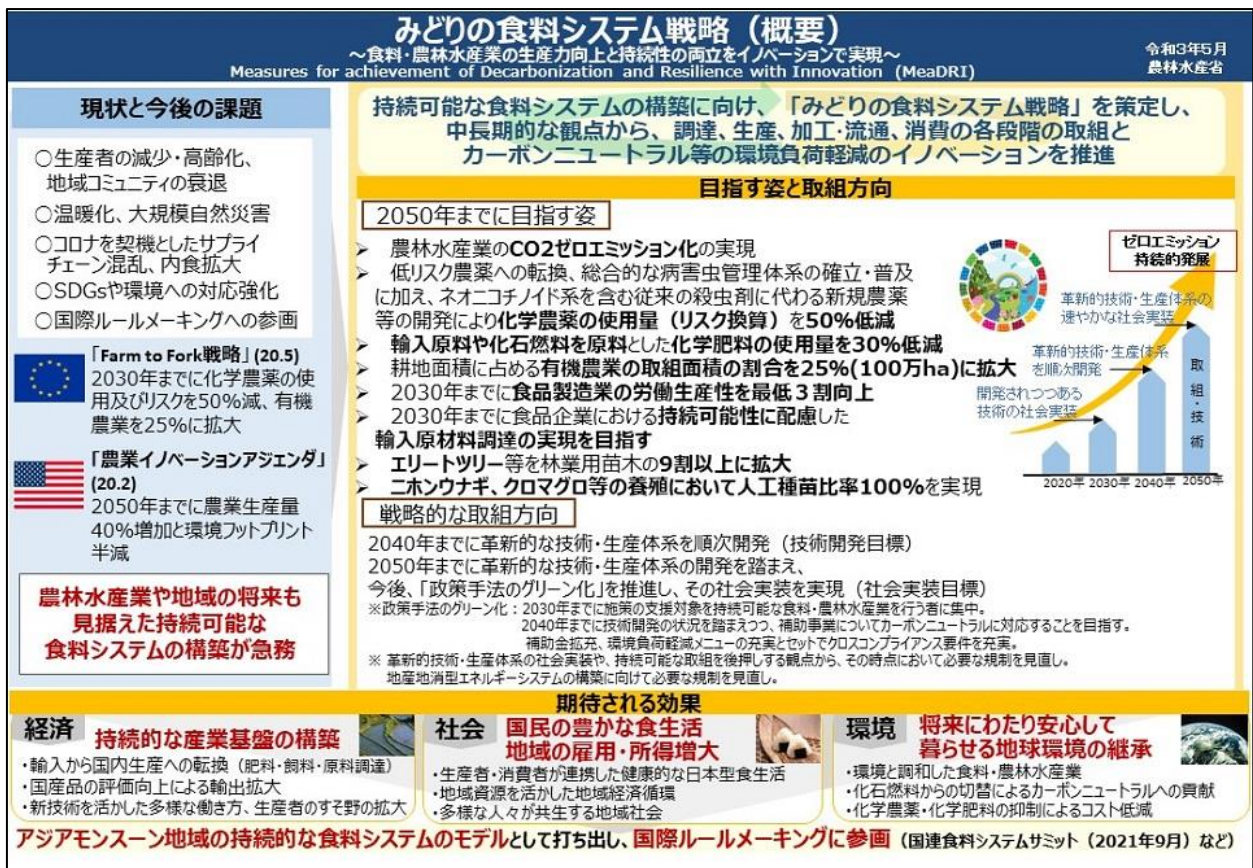 みどりの食料システム戦略（概要）
～食料・農林水産業の生産力向上と持続性の両立をイノベーションで実現～
Measures for achievement of Decarbonization and Resilience with Innovation (MeaDRI)
令和3年5月
農林水産省
現状と今後の課題
○生産者の減少・高齢化、
地域コミュニティの衰退
○温暖化、大規模自然災害
○コロナを契機としたサプライ
チェーン混乱、内食拡大
○SDGsや環境への対応強化
○国際ルールメーキングへの参画
「Farm to Fork戦略」(20.5)
2030年までに化学農薬の使
用及びリスクを50%減、有機
農業を25%に拡大
「農業イノベーションアジェンダ」
(20.2)
2050年までに農業生産量
40%増加と環境フットプリント
半減
農林水産業や地域の将来も
見据えた持続可能な
食料システムの構築が急務
持続可能な食料システムの構築に向け、「みどりの食料システム戦略」を策定し、
中長期的な観点から、調達、生産、加工・流通、消費の各段階の取組と
カーボンニュートラル等の環境負荷軽減のイノベーションを推進
目指す姿と取組方向
2050年までに目指す姿
➢ 農林水産業のCO2ゼロエミッション化の実現
➢ 低リスク農薬への転換、総合的な病害虫管理体系の確立・普及
に加え、ネオニコチノイド系を含む従来の殺虫剤に代わる新規農薬
等の開発により化学農薬の使用量（リスク換算）を50%低減
➢ 輸入原料や化石燃料を原料とした化学肥料の使用量を30%低減
➢ 耕地面積に占める有機農業の取組面積の割合を25%(100万ha)に拡大
➢ 2030年までに食品製造業の労働生産性を最低３割向上
➢ 2030年までに食品企業における持続可能性に配慮した
輸入原材料調達の実現を目指す
➢ エリートツリー等を林業用苗木の9割以上に拡大
➢ ニホンウナギ、クロマグロ等の養殖において人工種苗比率100%を実現
ゼロエミッション
持続的発展
革新的技術・生産体系の
速やかな社会実装
革新的技術・生産体系
を順次開発
開発されつつある
技術の社会実装
取組・技術
2020年 2030年 2040年 2050年
戦略的な取組方向
2040年までに革新的な技術・生産体系を順次開発（技術開発目標）
2050年までに革新的な技術・生産体系の開発を踏まえ、
今後、「政策手法のグリーン化」を推進し、その社会実装を実現（社会実装目標）
※政策手法のグリーン化：2030年までに施策の支援対象を持続可能な食料・農林水産業を行う者に集中。
2040年までに技術開発の状況を踏まえつつ、補助事業についてカーボンニュートラルに対応することを目指す。
補助金拡充、環境負荷軽減メニューの充実とセットでクロスコンプライアンス要件を充実。
※ 革新的技術・生産体系の社会実装や、持続可能な取組を後押しする観点から、その時点において必要な規制を見直し。
地産地消型エネルギーシステムの構築に向けて必要な規制を見直し。
期待される効果
経済
持続的な産業基盤の構築
・輸入から国内生産への転換（肥料・飼料・原料調達）
・国産品の評価向上による輸出拡大
・新技術を活かした多様な働き方、生産者のすそ野の拡大
社会
国民の豊かな食生活
地域の雇用・所得増大
・生産者・消費者が連携した健康的な日本型食生活
・地域資源を活かした地域経済循環
・多様な人々が共生する地域社会
環境
将来にわたり安心して
暮らせる地球環境の継承
・環境と調和した食料・農林水産業
・化石燃料からの切替によるカーボンニュートラルへの貢献
・化学農薬・化学肥料の抑制によるコスト低減
アジアモンスーン地域の持続的な食料システムのモデルとして打ち出し、国際ルールメーキングに参画（国連食料システムサミット（2021年9月）など）